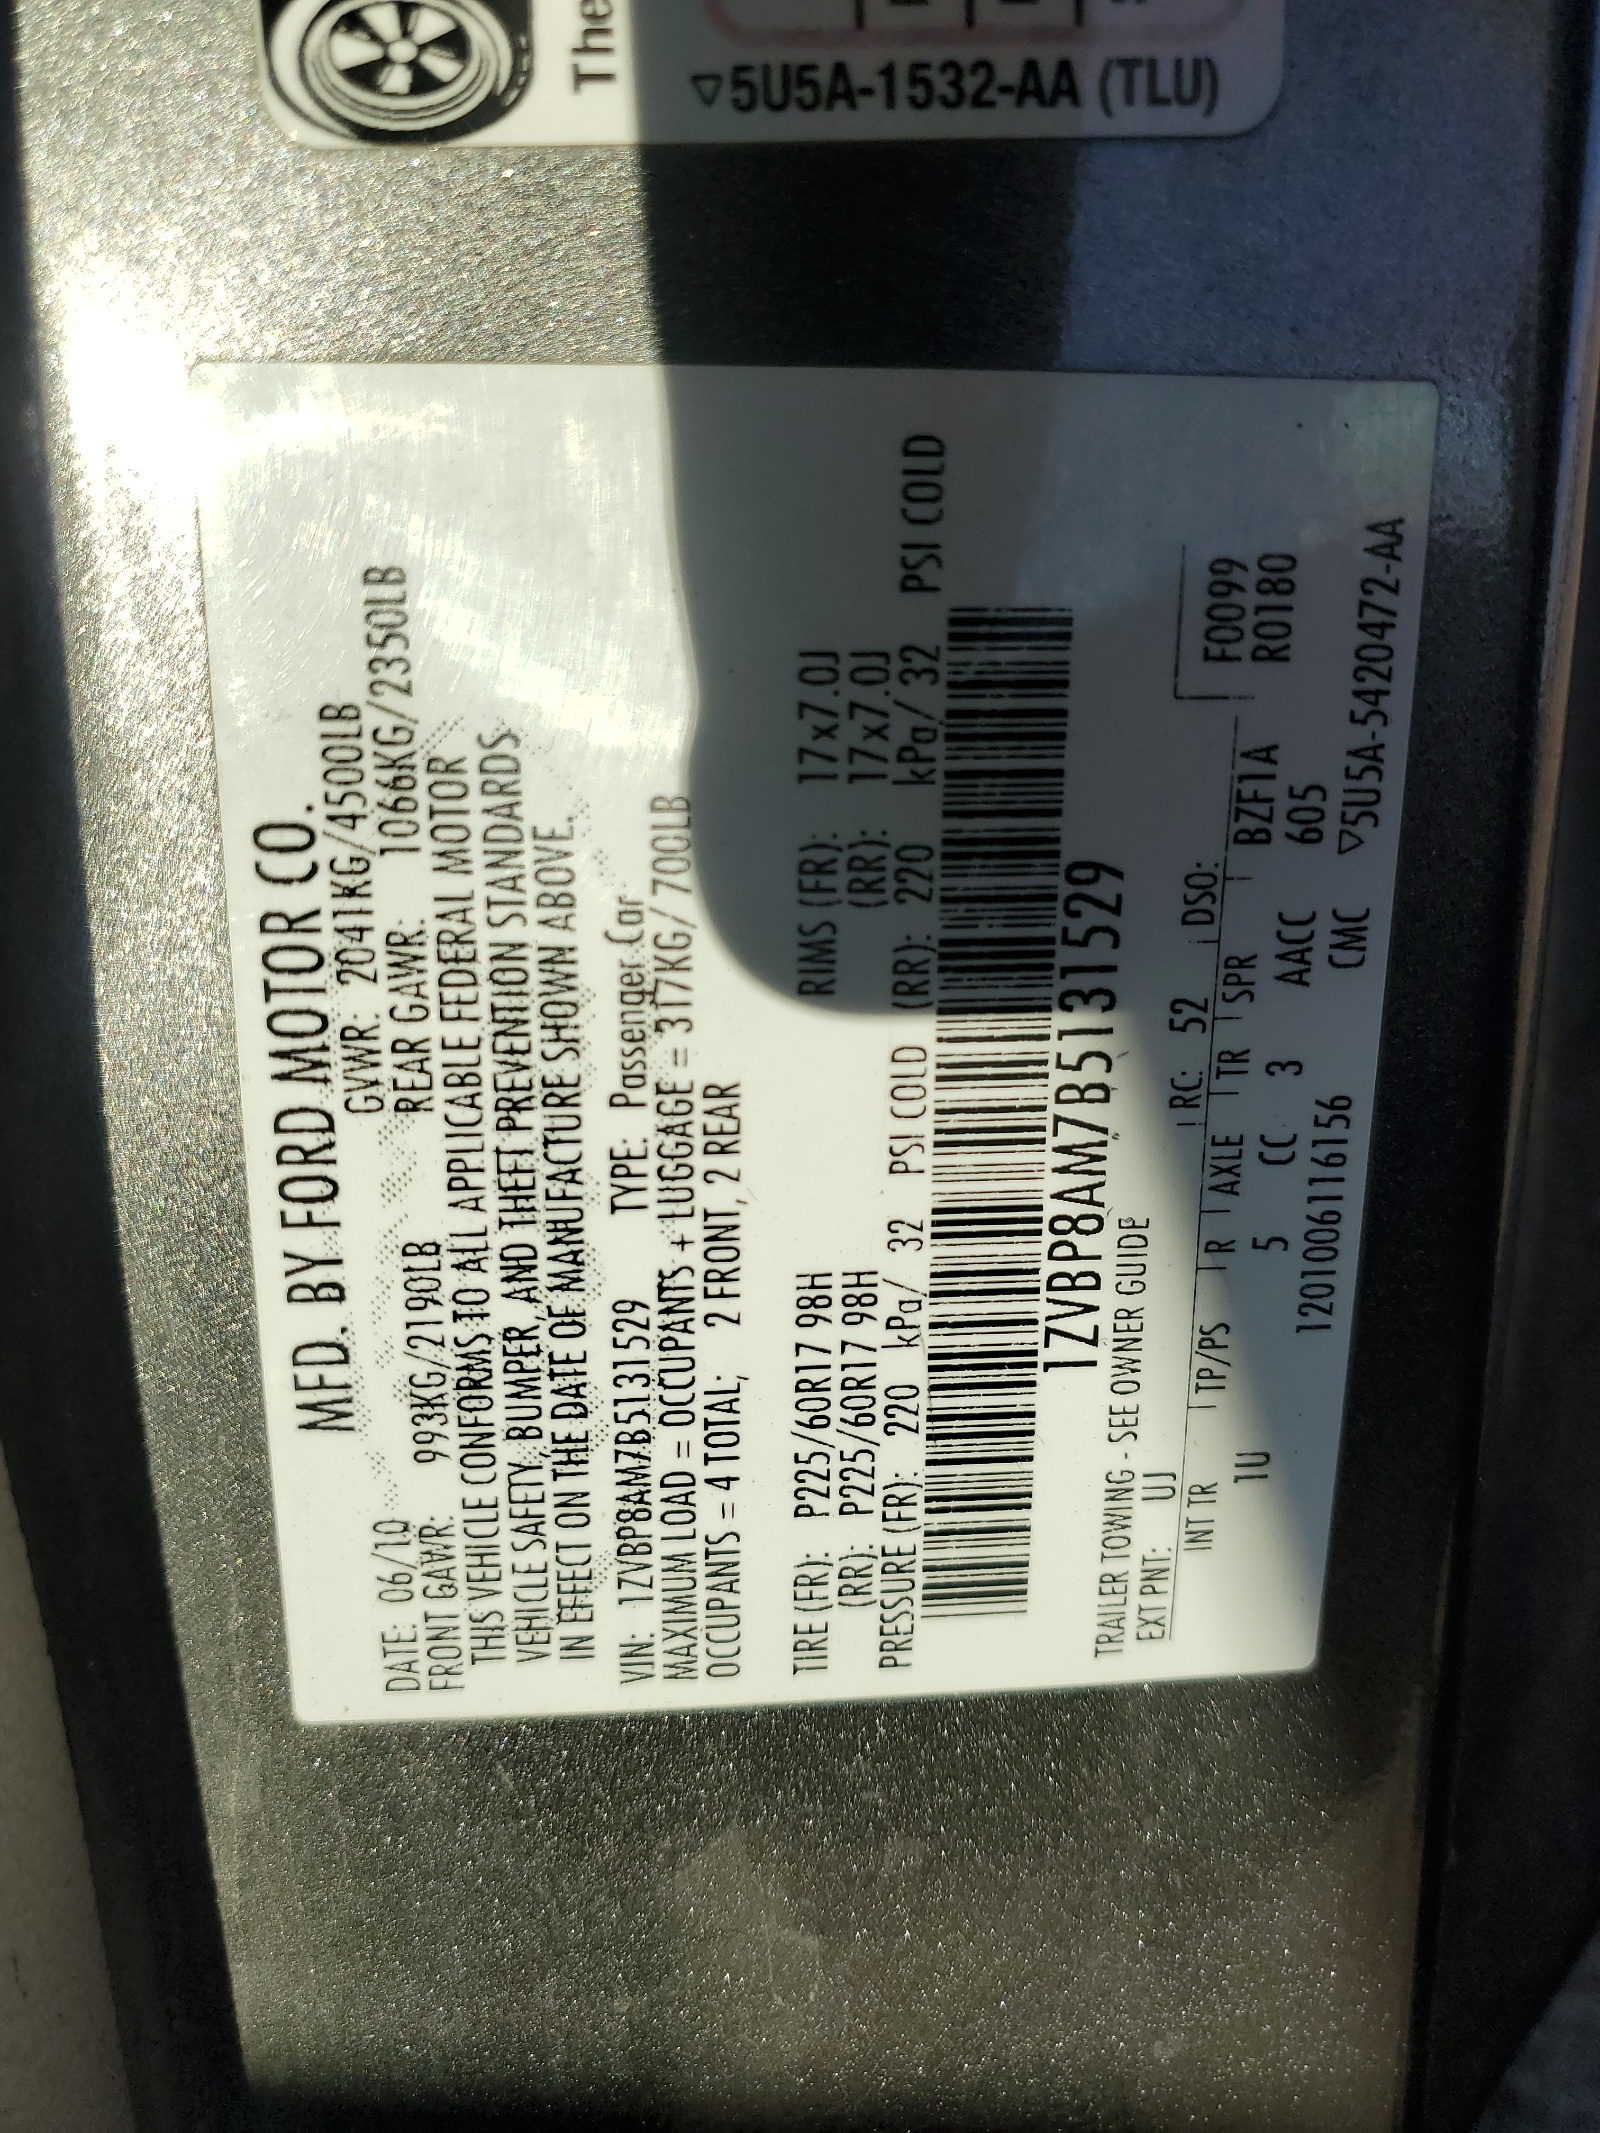 The
▽5U5A-1532-AA (TLU)
MFD. BY FORD MOTOR CO.
DATE: 06/10 GVWR: 2041KG/4500LB
FRONT GAWR: 993KG/2190LB REAR GAWR: 1066KG/2350LB
THIS VEHICLE CONFORMS TO ALL APPLICABLE FEDERAL MOTOR
VEHICLE SAFETY, BUMPER, AND THEFT PREVENTION STANDARDS
IN EFFECT ON THE DATE OF MANUFACTURE SHOWN ABOVE.
VIN: 1ZVBP8AM7B5131529 TYPE: Passenger Car
MAXIMUM LOAD = OCCUPANTS + LUGGAGE = 317KG/700LB
OCCUPANTS = 4 TOTAL; 2 FRONT, 2 REAR
TIRE (FR): P225/60R17 98H RIMS (FR): 17x7.0J
(RR): P225/60R17 98H (RR): 17x7.0J
PRESSURE (FR): 220 kPa/ 32 PSI COLD (RR): 220 kPa/ 32 PSI COLD
1ZVBP8AM7B5131529
TRAILER TOWING - SEE OWNER GUIDE
EXT PNT: UJ RC: 52 DSO:
INT TR TP/PS R AXLE TR SPR BZF1A F0099
1U 5 CC 3 AACC 605 R0180
1201006116156 CMC ▽5U5A-5420472-AA